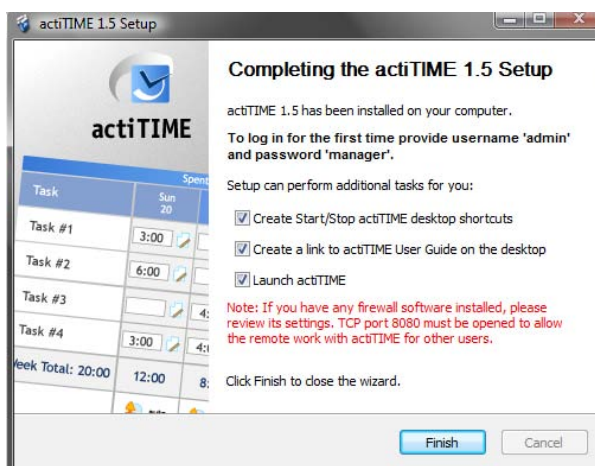 actiTIME 1.5 Setup
actiTIME
Completing the actiTIME 1.5 Setup
actiTIME 1.5 has been installed on your computer.
To log in for the first time provide username 'admin'
and password 'manager'.
Setup can perform additional tasks for you:
Create Start/Stop actiTIME desktop shortcuts
Create a link to actiTIME User Guide on the desktop
Launch actiTIME
Note: If you have any firewall software installed, please
review its settings. TCP port 8080 must be opened to allow
the remote work with actiTIME for other users.
Click Finish to close the wizard.
Spent
Task Sun
20
Task #1 3:00
Task #2 6:00
Task #3 4:
Task #4 3:00 4:
Week Total: 20:00 12:00 8:
Finish Cancel